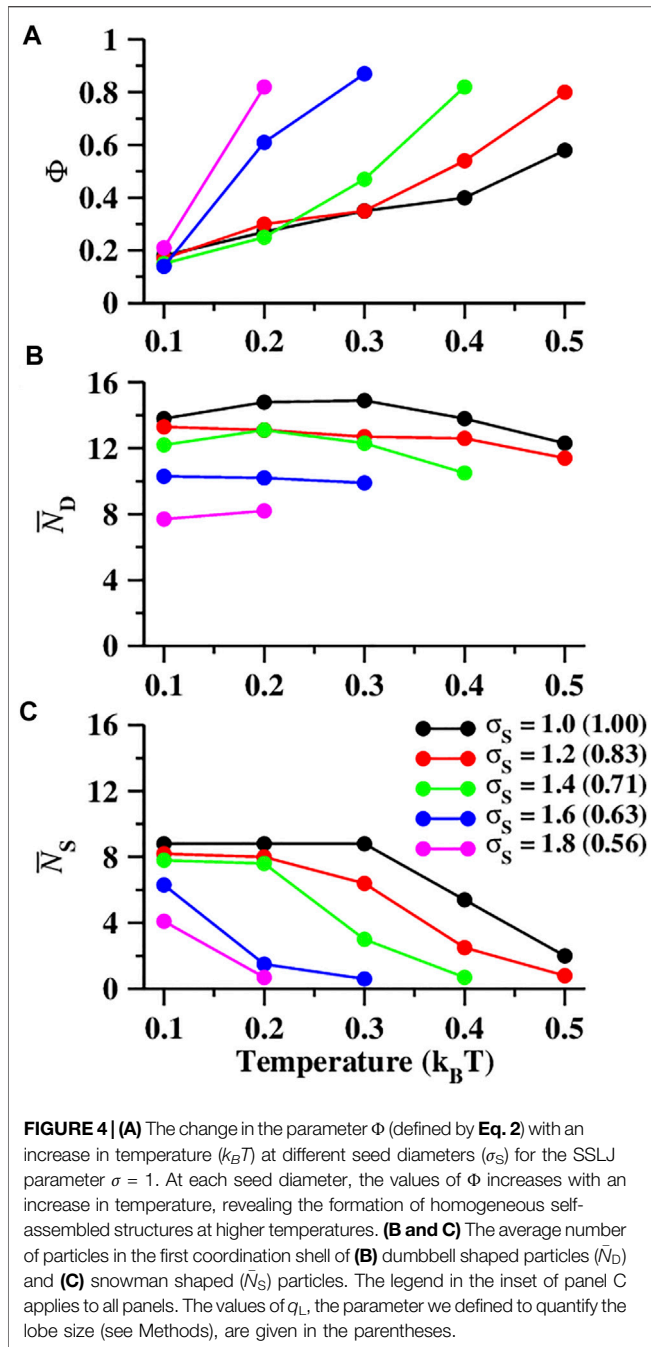 A
1
0.8
0.6
Φ
0.4
0.2
0
0.1 0.2 0.3 0.4 0.5
B
16
12
N̅D
8
4
0
0.1 0.2 0.3 0.4 0.5
C
16
σS = 1.0 (1.00)
σS = 1.2 (0.83)
12
σS = 1.4 (0.71)
σS = 1.6 (0.63)
N̅S
8
σS = 1.8 (0.56)
4
0
0.1 0.2 0.3 0.4 0.5
Temperature (kBT)
FIGURE 4 | (A) The change in the parameter Φ (defined by Eq. 2) with an
increase in temperature (kBT) at different seed diameters (σS) for the SSLJ
parameter σ = 1. At each seed diameter, the values of Φ increases with an
increase in temperature, revealing the formation of homogeneous self-
assembled structures at higher temperatures. (B and C) The average number
of particles in the first coordination shell of (B) dumbbell shaped particles (N̅D)
and (C) snowman shaped (N̅S) particles. The legend in the inset of panel C
applies to all panels. The values of qL, the parameter we defined to quantify the
lobe size (see Methods), are given in the parentheses.